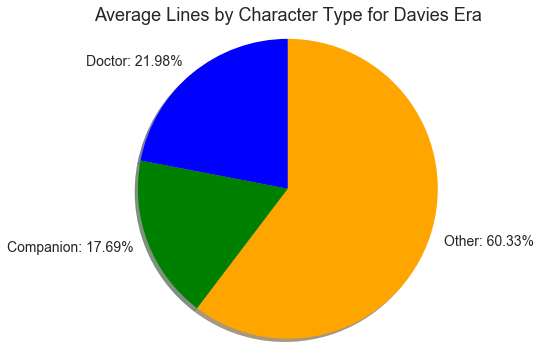 Average Lines by Character Type for Davies Era
Doctor: 21.98%
Companion: 17.69%
Other: 60.33%